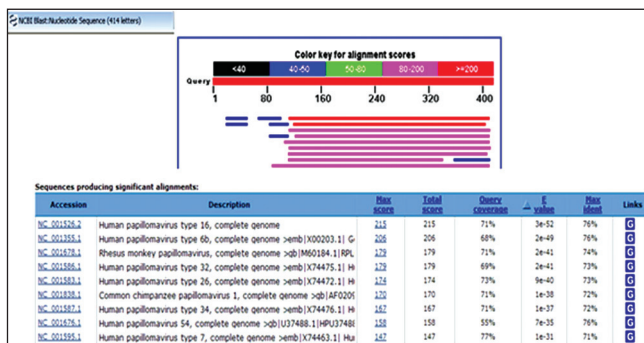 NCBI Blast:Nucleotide Sequence (414 letters)
Color key for alignment scores
<40 40-50 50-80 80-200 >=200
Query
1 80 160 240 320 400
Sequences producing significant alignments:
Accession Description Max score Total score Query coverage E value Max ident Links
NC_001526.2 Human papillomavirus type 16, complete genome 215 215 71% 3e-52 76% G
NC_001355.1 Human papillomavirus type 6b, complete genome >emb|X00203.1| G 206 206 68% 2e-49 76% G
NC_001678.1 Rhesus monkey papillomavirus, complete genome >gb|M60184.1|RPL 179 179 71% 2e-41 74% G
NC_001586.1 Human papillomavirus type 32, complete genome >emb|X74475.1| H 179 179 69% 2e-41 73% G
NC_001583.1 Human papillomavirus type 26, complete genome >emb|X74472.1| H 174 174 73% 9e-40 73% G
NC_001838.1 Common chimpanzee papillomavirus 1, complete genome >gb|AF0209 170 170 71% 1e-38 72% G
NC_001587.1 Human papillomavirus type 34, complete genome >emb|X74476.1| H 167 167 71% 1e-37 72% G
NC_001676.1 Human papillomavirus 54, complete genome >gb|U37488.1|HPU37488 158 158 55% 7e-35 76% G
NC_001595.1 Human papillomavirus type 7, complete genome >emb|X74463.1| Hu 147 147 77% 1e-31 71% G